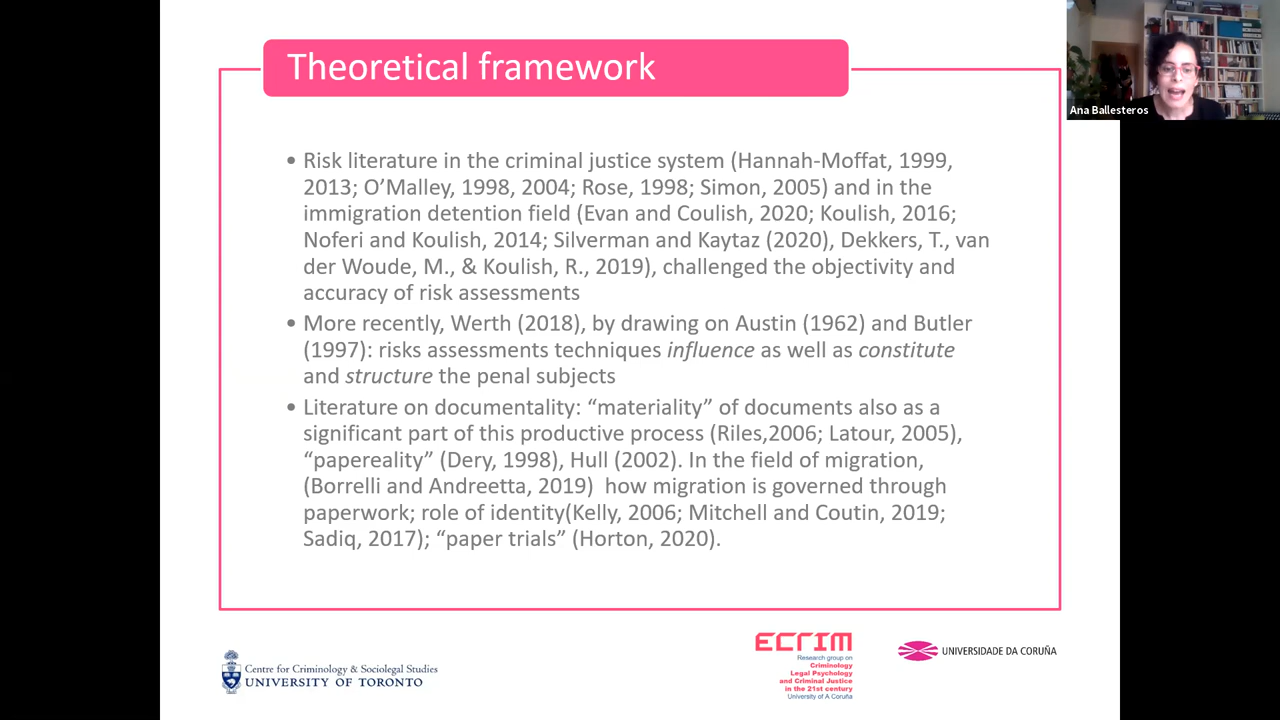 Theoretical framework
Ana Ballesteros
• Risk literature in the criminal justice system (Hannah-Moffat, 1999,
2013; O’Malley, 1998, 2004; Rose, 1998; Simon, 2005) and in the
immigration detention field (Evan and Coulish, 2020; Koulish, 2016;
Noferi and Koulish, 2014; Silverman and Kaytaz (2020), Dekkers, T., van
der Woude, M., & Koulish, R., 2019), challenged the objectivity and
accuracy of risk assessments
• More recently, Werth (2018), by drawing on Austin (1962) and Butler
(1997): risks assessments techniques influence as well as constitute
and structure the penal subjects
• Literature on documentality: “materiality” of documents also as a
significant part of this productive process (Riles,2006; Latour, 2005),
“papereality” (Dery, 1998), Hull (2002). In the field of migration,
(Borrelli and Andreetta, 2019) how migration is governed through
paperwork; role of identity(Kelly, 2006; Mitchell and Coutin, 2019;
Sadiq, 2017); “paper trials” (Horton, 2020).
Centre for Criminology & Sociolegal Studies
UNIVERSITY OF TORONTO
ECRIM
Research group on
Criminology
Legal Psychology
and Criminal Justice
in the 21st century
University of A Coruña
UNIVERSIDADE DA CORUÑA